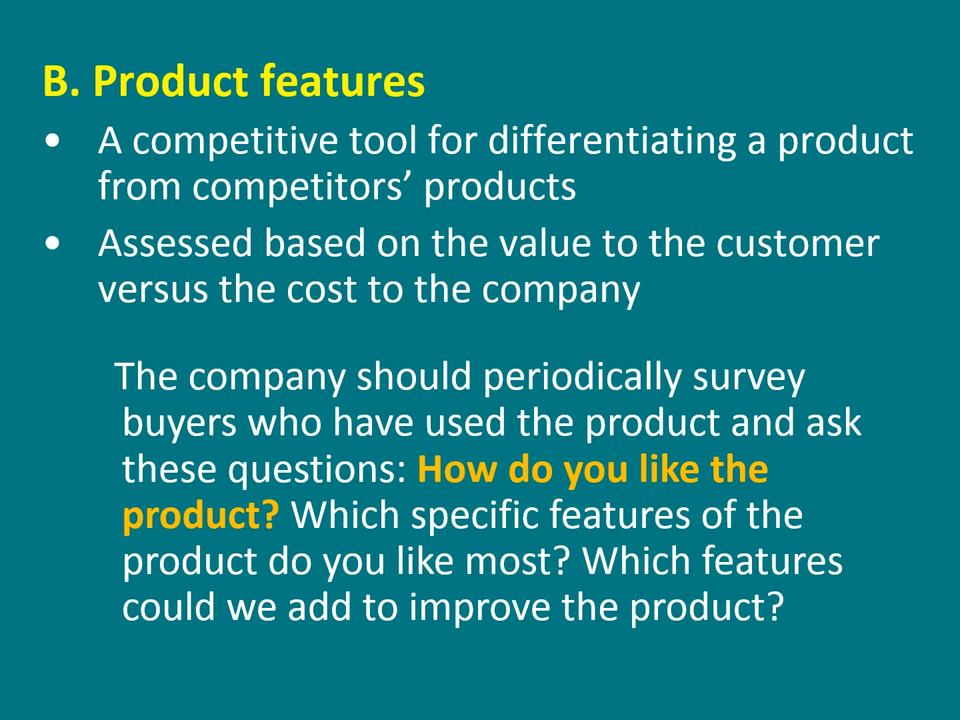 B. Product features
• A competitive tool for differentiating a product
from competitors’ products
• Assessed based on the value to the customer
versus the cost to the company
The company should periodically survey
buyers who have used the product and ask
these questions: How do you like the
product? Which specific features of the
product do you like most? Which features
could we add to improve the product?